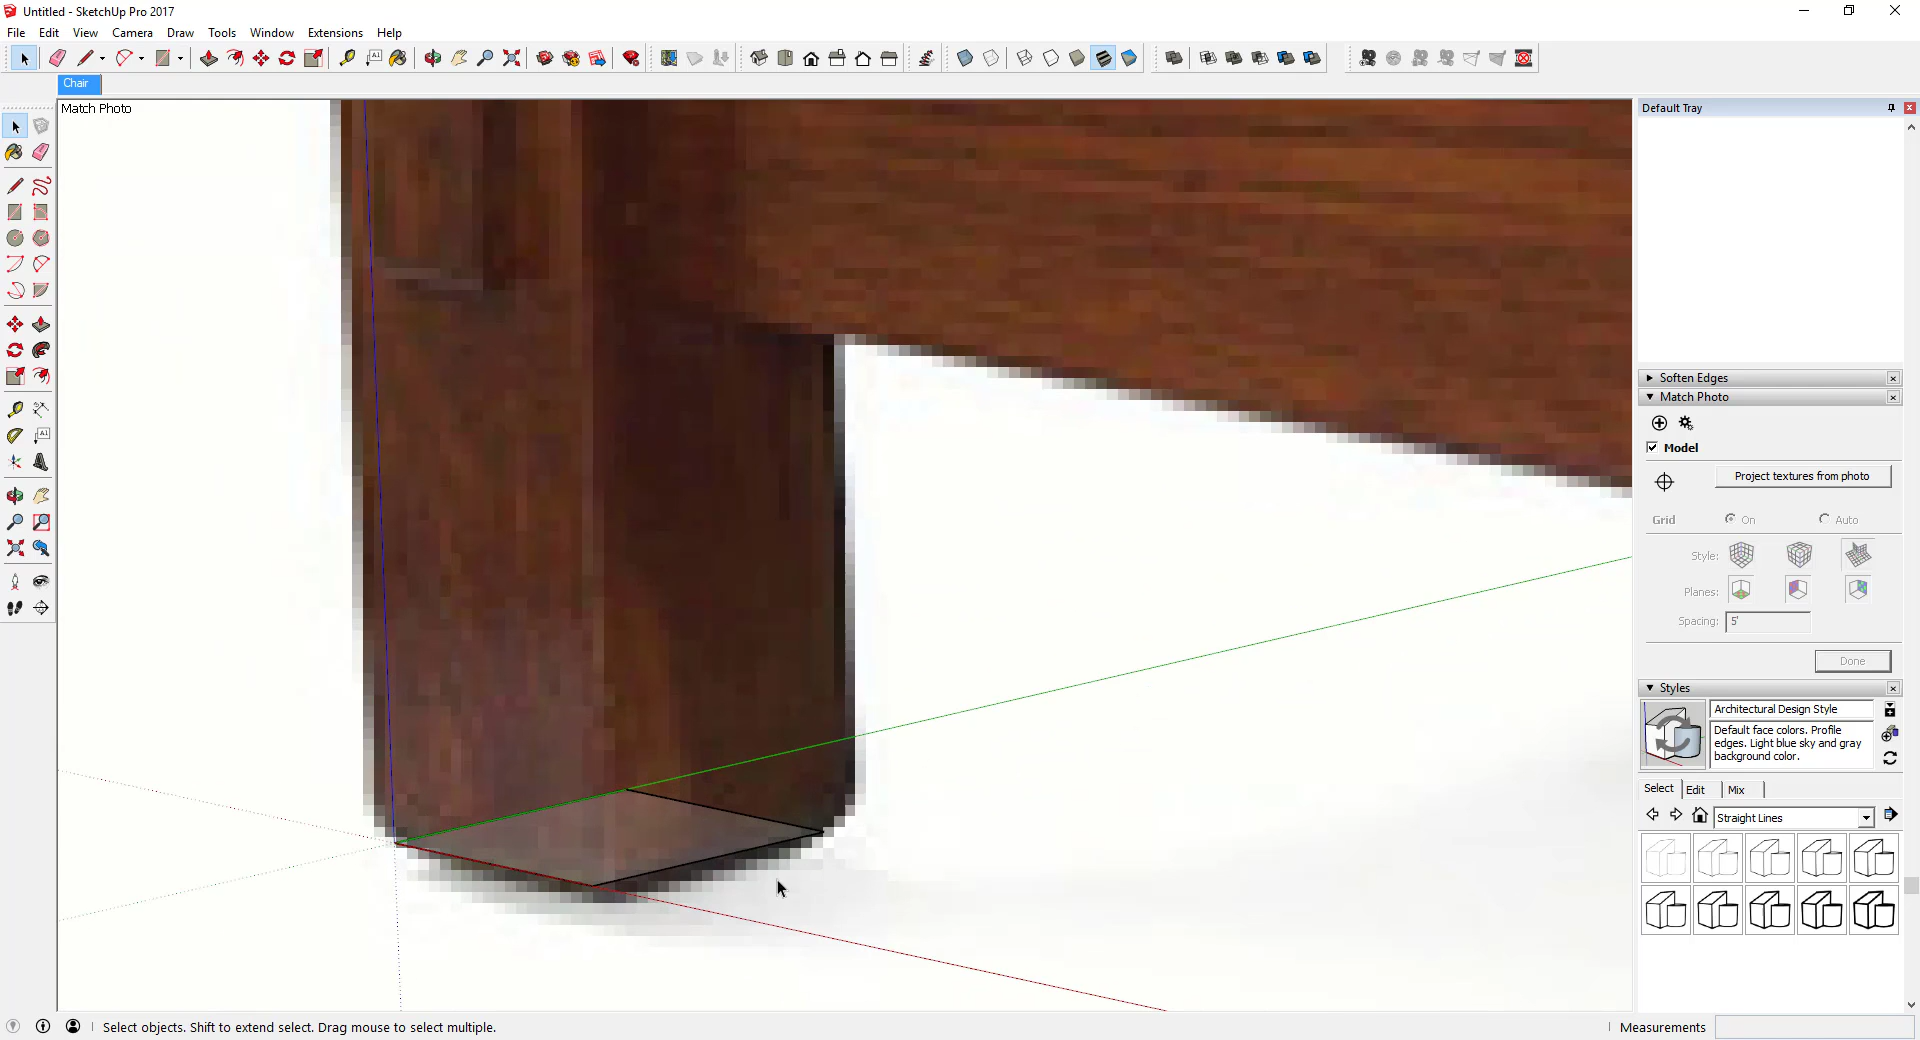 Untitled - SketchUp Pro 2017
File Edit View Camera Draw Tools Window Extensions Help
Chair
Match Photo
Default Tray
Soften Edges
Match Photo
Model
Project textures from photo
Grid On Auto
Style:
Planes:
Spacing: 5'
Done
Styles
Architectural Design Style
Default face colors. Profile
edges. Light blue sky and gray
background color.
Select Edit Mix
Straight Lines
Select objects. Shift to extend select. Drag mouse to select multiple.
Measurements